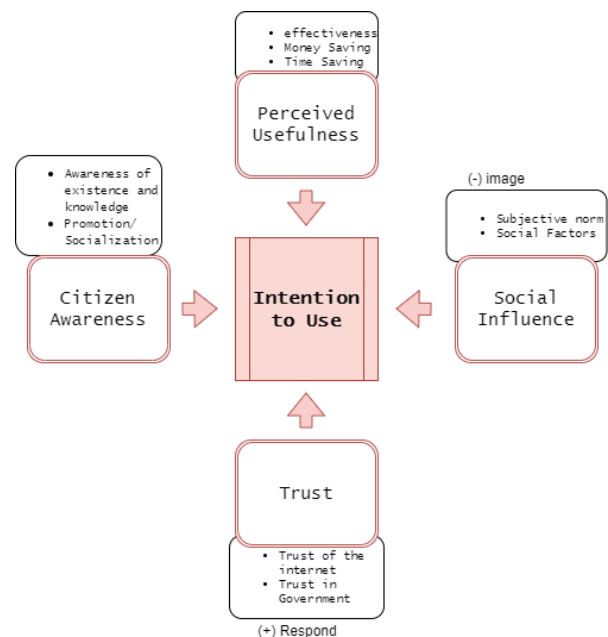 • effectiveness
• Money Saving
• Time Saving
Perceived
Usefulness
• Awareness of
existence and
knowledge
• Promotion/
Socialization
Citizen
Awareness
Intention
to Use
(-) image
• Subjective norm
• Social Factors
Social
Influence
Trust
• Trust of the
internet
• Trust in
Government
(+) Respond